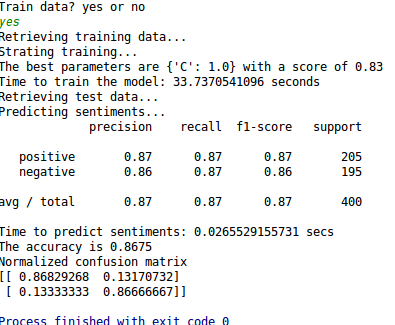 Train data? yes or no
yes
Retrieving training data...
Strating training...
The best parameters are {'C': 1.0} with a score of 0.83
Time to train the model: 33.7370541096 seconds
Retrieving test data...
Predicting sentiments...
precision recall f1-score support
positive 0.87 0.87 0.87 205
negative 0.86 0.87 0.86 195
avg / total 0.87 0.87 0.87 400
Time to predict sentiments: 0.0265529155731 secs
The accuracy is 0.8675
Normalized confusion matrix
[[ 0.86829268 0.13170732]
[ 0.13333333 0.86666667]]
Process finished with exit code 0